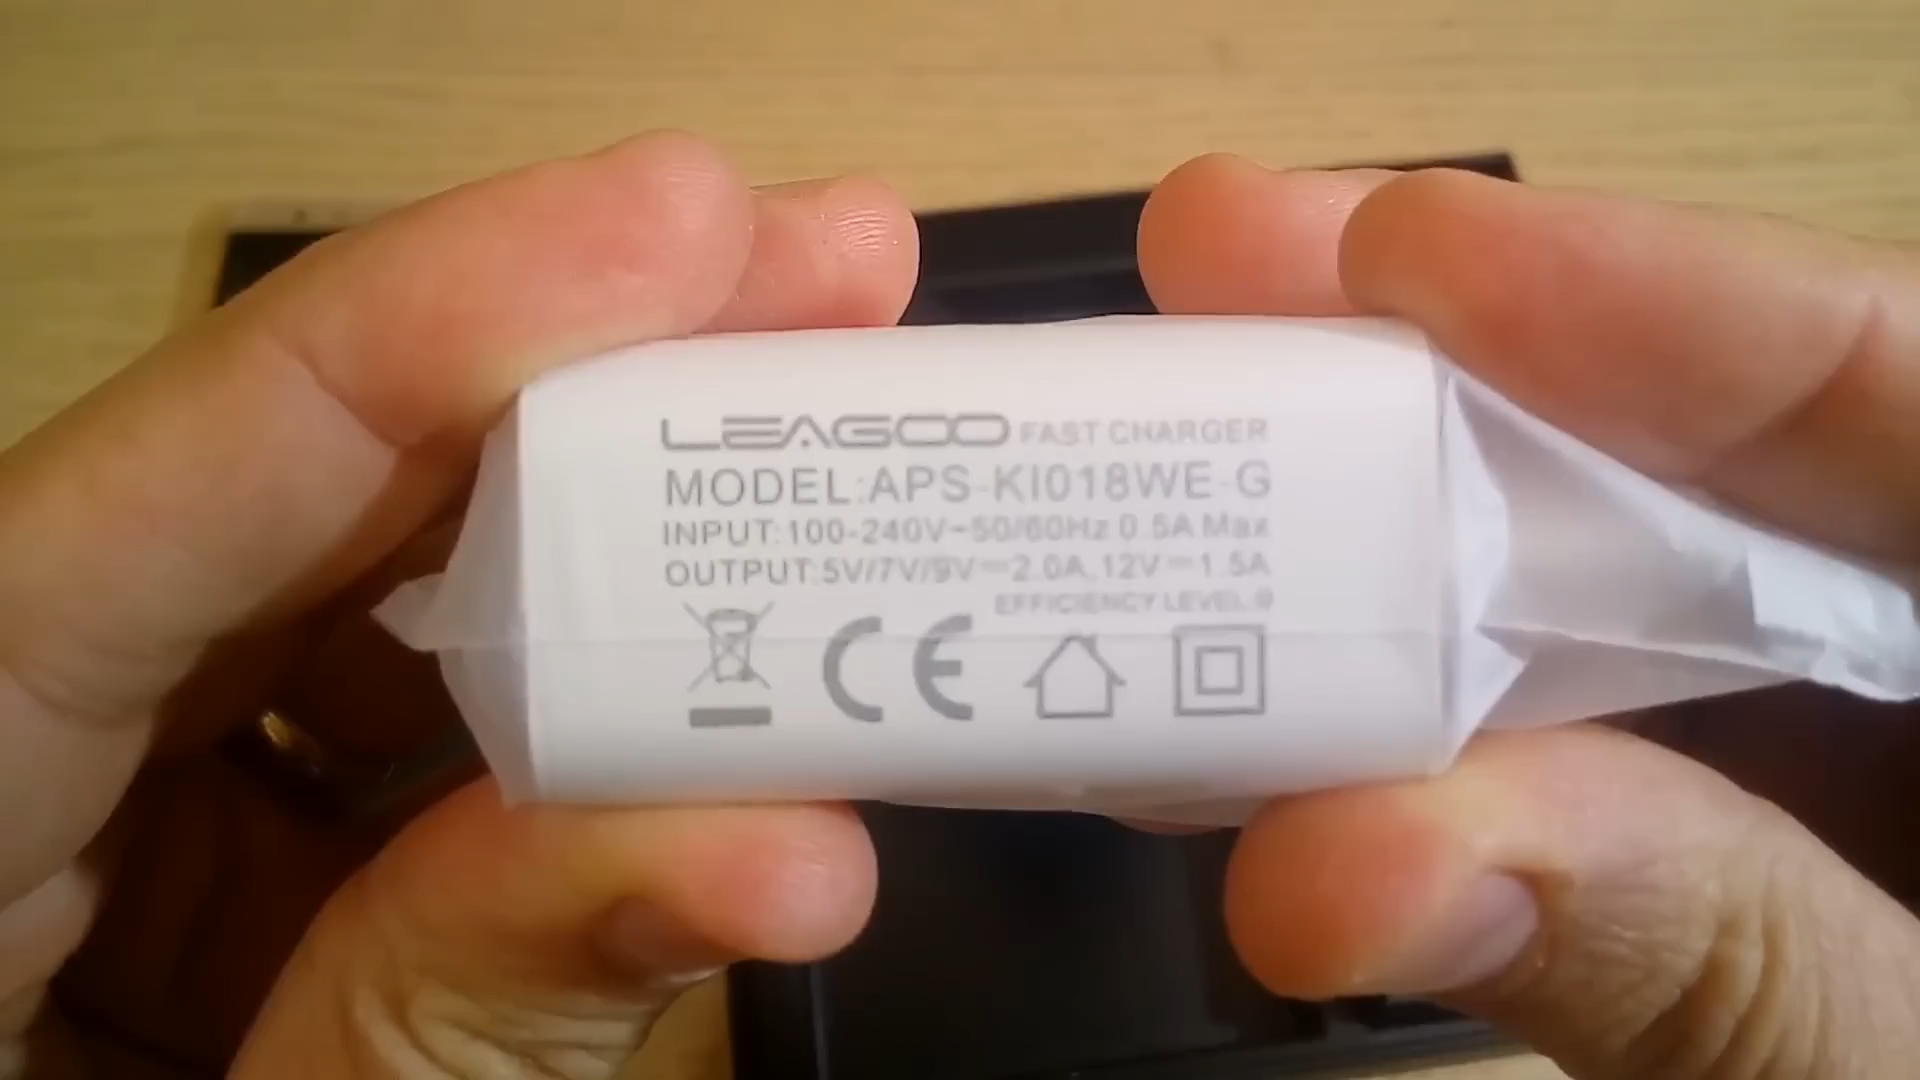 LEAGOO FAST CHARGER
MODEL:APS-KI018WE-G
INPUT:100-240V~50/60Hz 0.5A Max
OUTPUT:5V/7V/9V⎓2.0A,12V⎓1.5A
EFFICIENCY LEVEL:
CE